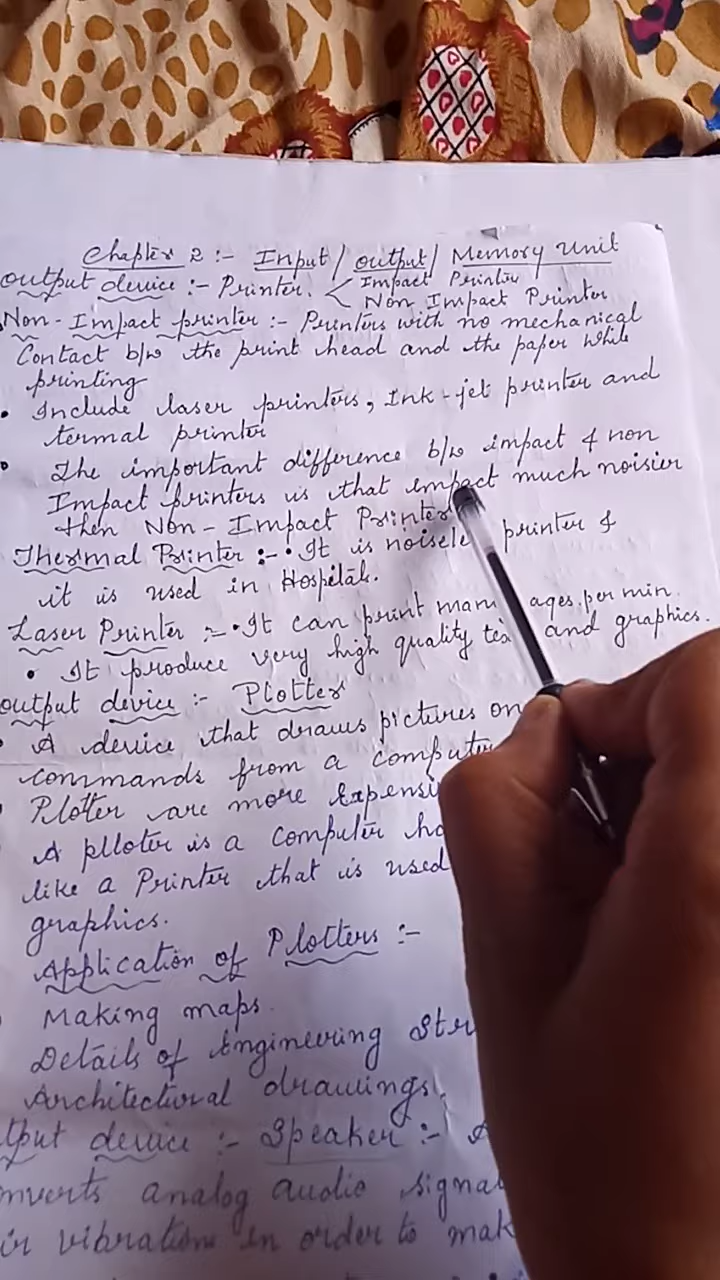 Chapter 2 :- Input / output / Memory Unit
output device :- Printer. < Impact Printer
Non Impact Printer
Non - Impact printer :- Printers with no mechanical
Contact b/w the print head and the paper while
printing
• Include laser printers, Ink-jet printer and
termal printer
• The important difference b/w impact & non
Impact printers is that impact much noisier
then Non - Impact Printer
Thermal Printer :- • It is noisele printer &
it is used in Hospitals.
Laser Printer :- • It can print man ages per min.
• It produce very high quality te and graphics.
output device :- Plotter
• A device that draws pictures on
commands from a compute
Plotter are more Expensi
A plloter is a computer ha
like a Printer that is used
graphics.
Application of Plotters :-
Making maps.
Details of Engineering Str
Architectural drawings.
tput device :- Speaker :- A
nverts analog audio signal
ir vibrations in order to mak